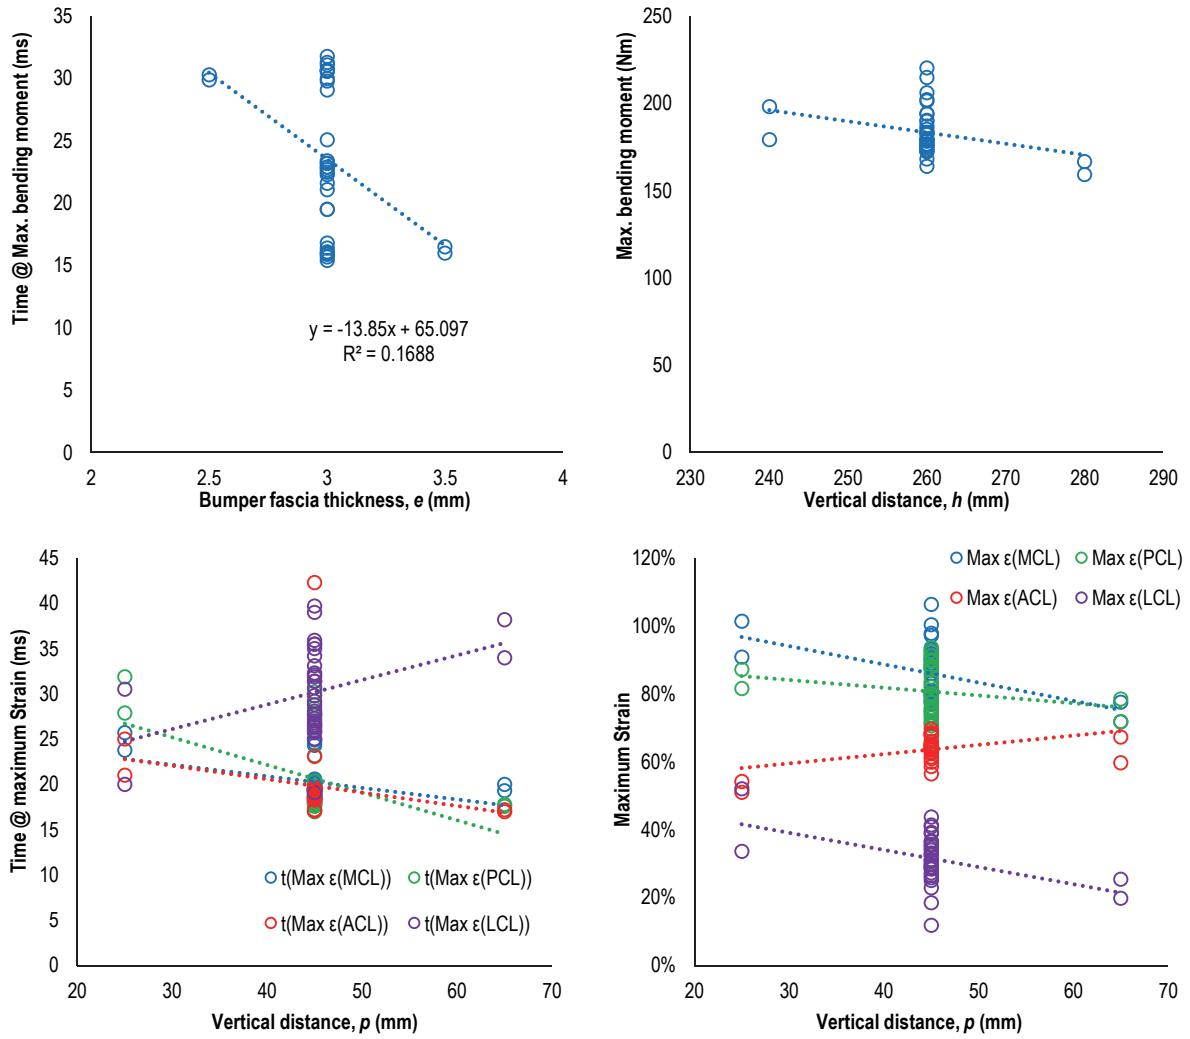 Time @ Max. bending moment (ms)
35
30
25
20
15
10
5
0
y = -13.85x + 65.097
R² = 0.1688
2 2.5 3 3.5 4
Bumper fascia thickness, e (mm)
Max. bending moment (Nm)
250
200
150
100
50
0
230 240 250 260 270 280 290
Vertical distance, h (mm)
Time @ maximum Strain (ms)
45
40
35
30
25
20
15
10
5
0
t(Max ε(MCL)) t(Max ε(PCL))
t(Max ε(ACL)) t(Max ε(LCL))
20 30 40 50 60 70
Vertical distance, p (mm)
Maximum Strain
120%
100%
80%
60%
40%
20%
0%
Max ε(MCL) Max ε(PCL)
Max ε(ACL) Max ε(LCL)
20 30 40 50 60 70
Vertical distance, p (mm)